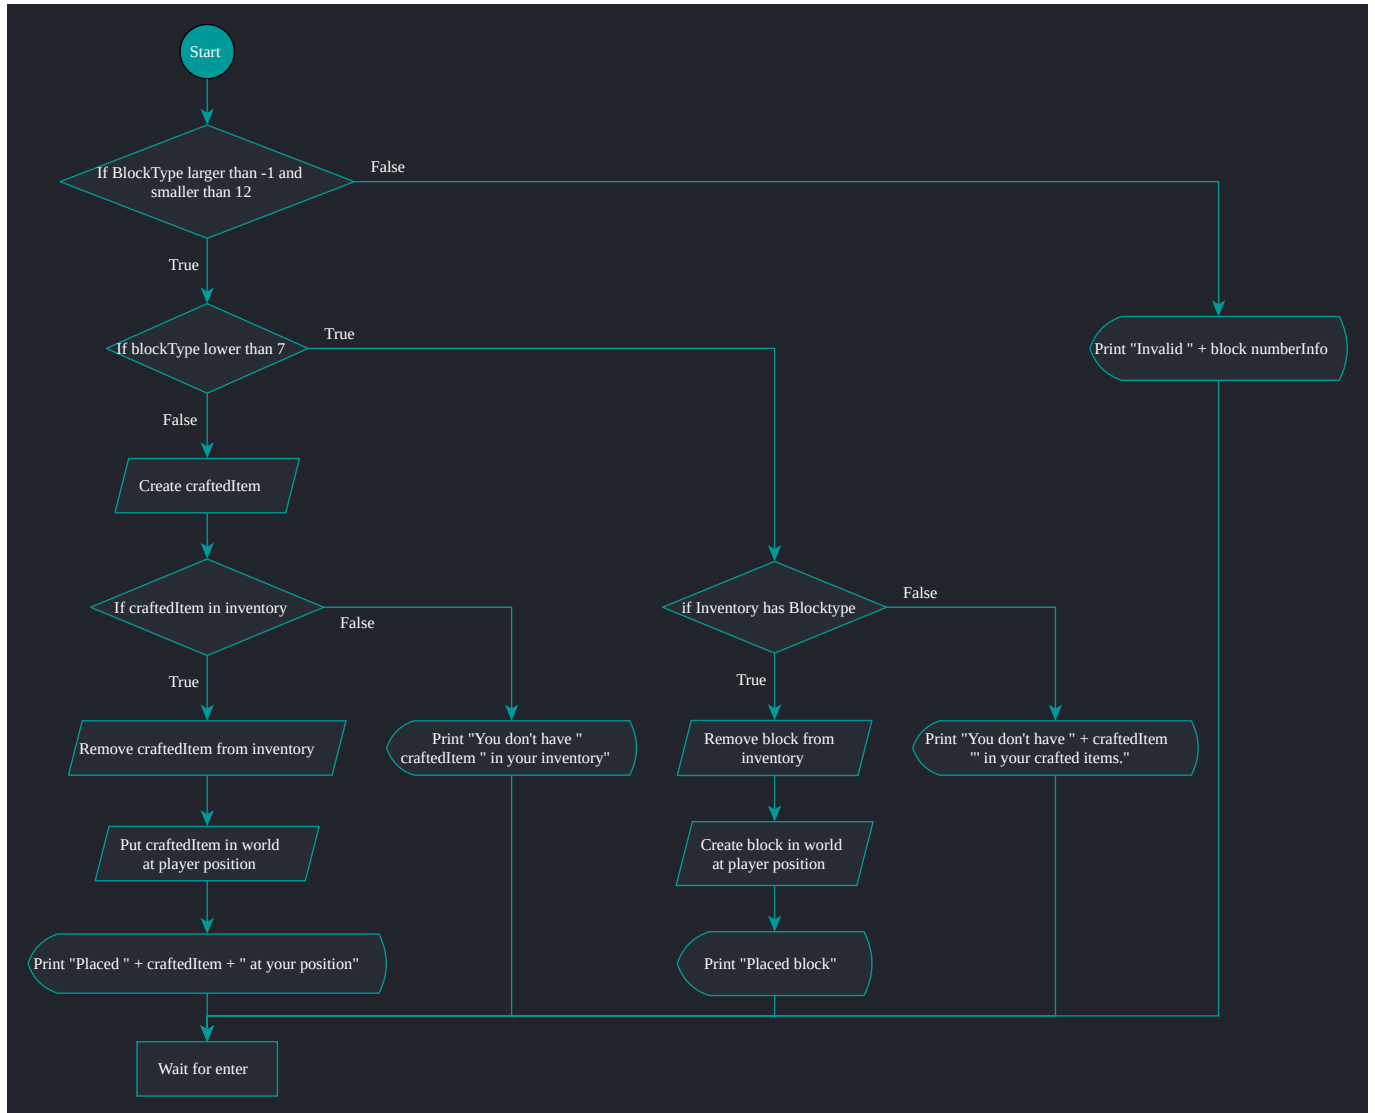 Start
If BlockType larger than -1 and
smaller than 12
False
True
If blockType lower than 7
True
Print "Invalid " + block numberInfo
False
Create craftedItem
If craftedItem in inventory
False
if Inventory has Blocktype
False
True
True
Remove craftedItem from inventory
Print "You don't have "
craftedItem " in your inventory"
Remove block from
inventory
Print "You don't have " + craftedItem
"' in your crafted items."
Put craftedItem in world
at player position
Create block in world
at player position
Print "Placed " + craftedItem + " at your position"
Print "Placed block"
Wait for enter